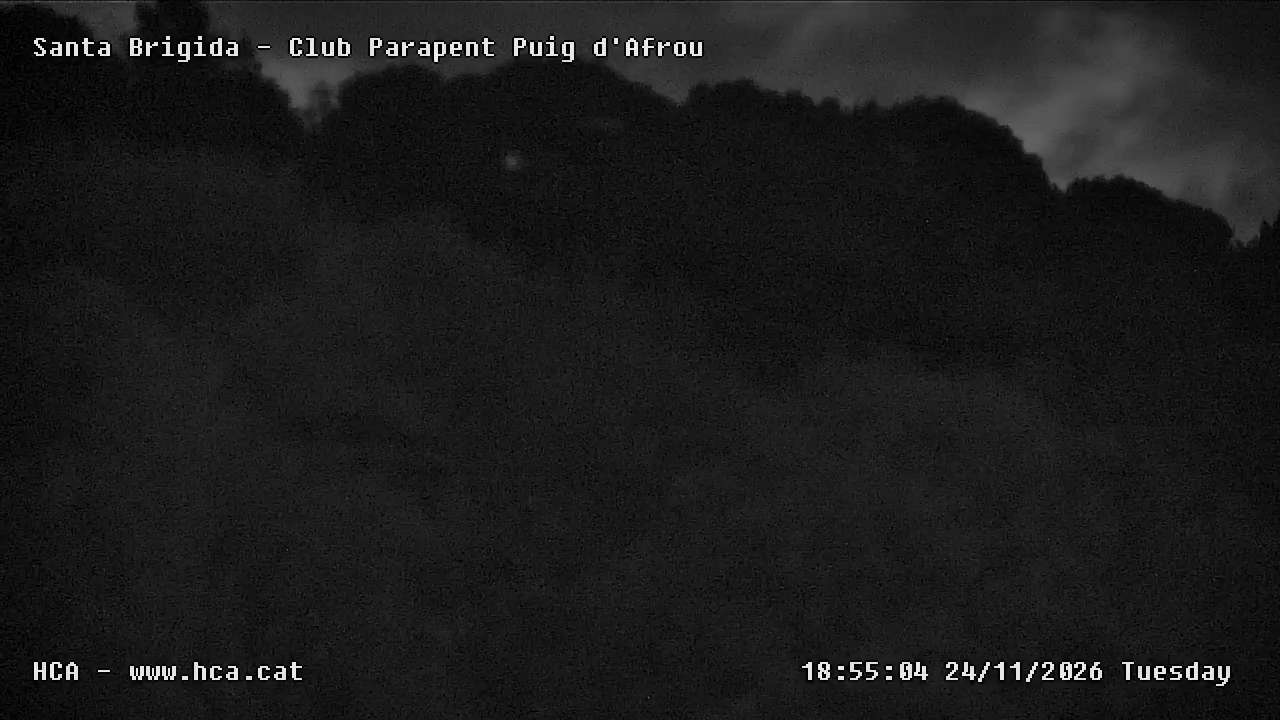 Santa Brigida - Club Parapent Puig d'Afrou
HCA - www.hca.cat
18:55:04 24/11/2026 Tuesday